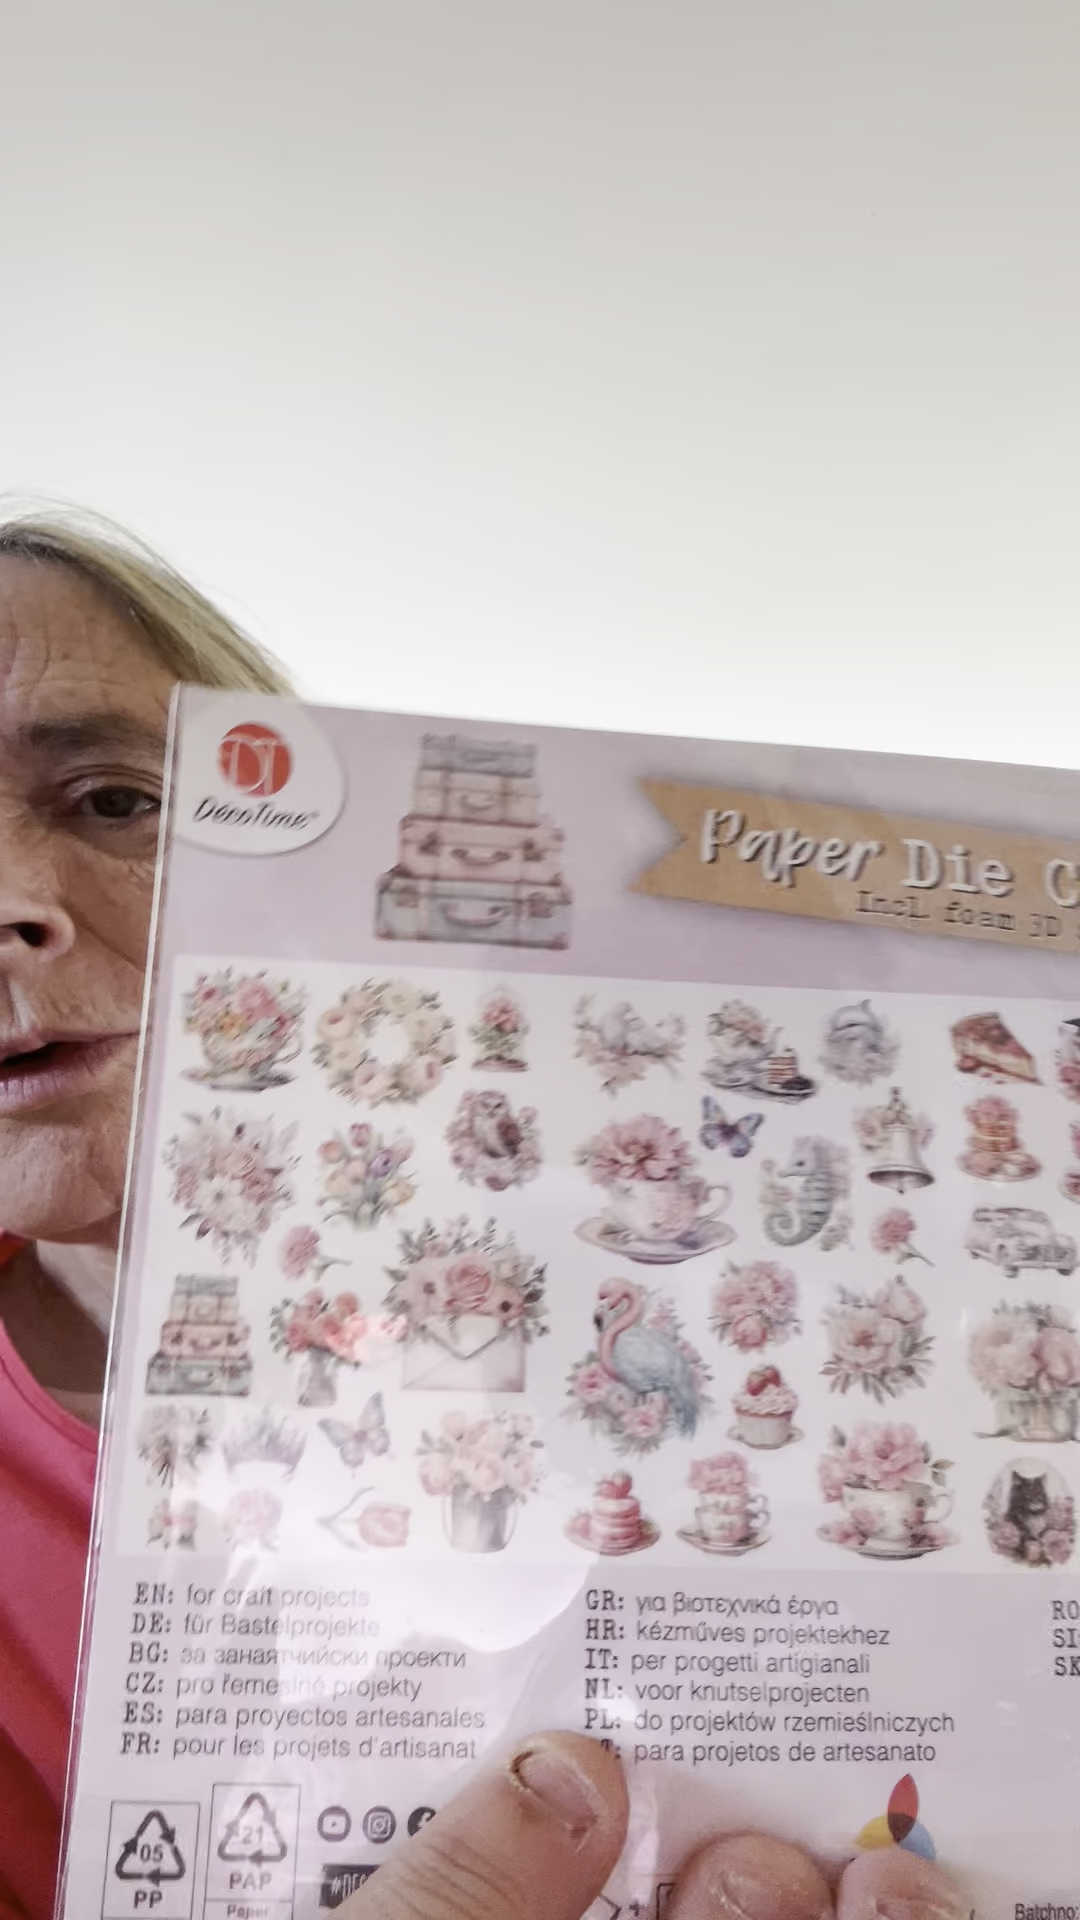 DécoTime
Paper Die C
Incl. foam 3D
EN: for craft projects
DE: für Bastelprojekte
BG: за занаятчийски проекти
CZ: pro řemeslné projekty
ES: para proyectos artesanales
FR: pour les projets d'artisanat
GR: για βιοτεχνικά έργα
HR: kézműves projektekhez
IT: per progetti artigianali
NL: voor knutselprojecten
PL: do projektów rzemieślniczych
T: para projetos de artesanato
RO
SI
SK
05
PP
21
PAP
Paper
Batchno: